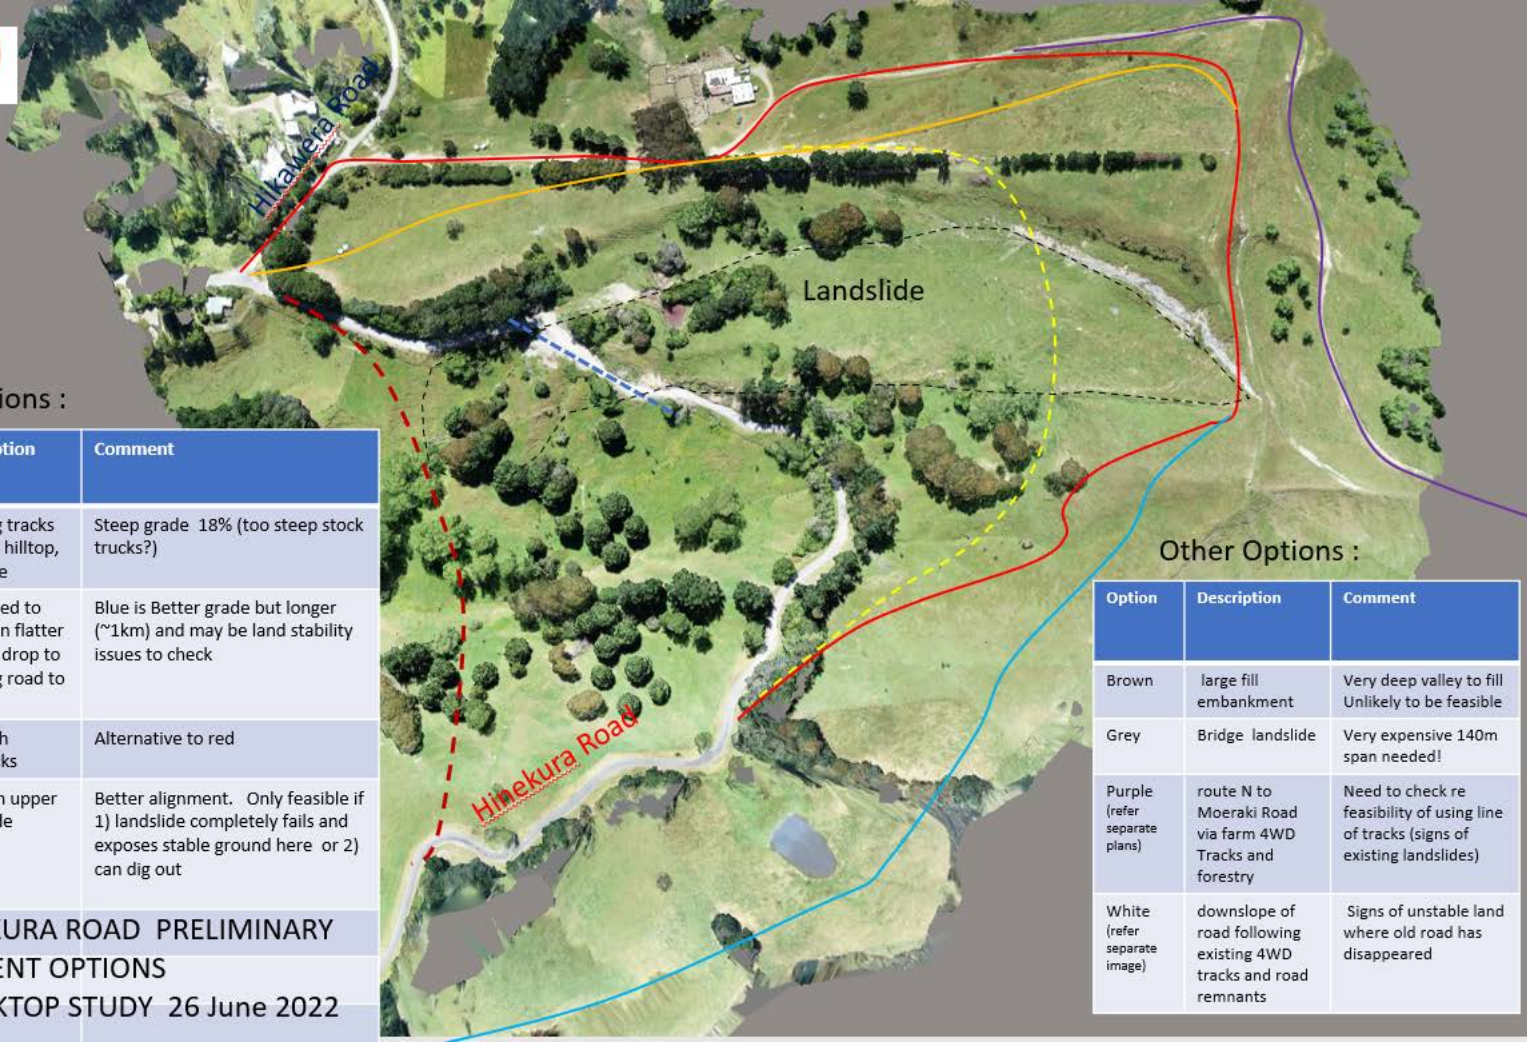 Hikawera Road
Landslide
Hinekura Road
ions :
tion
Comment
g tracks
hilltop,
e
Steep grade 18% (too steep stock
trucks?)
ed to
n flatter
drop to
g road to
Blue is Better grade but longer
(~1km) and may be land stability
issues to check
h
ks
Alternative to red
n upper
le
Better alignment. Only feasible if
1) landslide completely fails and
exposes stable ground here or 2)
can dig out
URA ROAD PRELIMINARY
ENT OPTIONS
KTOP STUDY 26 June 2022
Other Options :
Option
Description
Comment
Brown
large fill
embankment
Very deep valley to fill
Unlikely to be feasible
Grey
Bridge landslide
Very expensive 140m
span needed!
Purple
(refer
separate
plans)
route N to
Moeraki Road
via farm 4WD
Tracks and
forestry
Need to check re
feasibility of using line
of tracks (signs of
existing landslides)
White
(refer
separate
image)
downslope of
road following
existing 4WD
tracks and road
remnants
Signs of unstable land
where old road has
disappeared